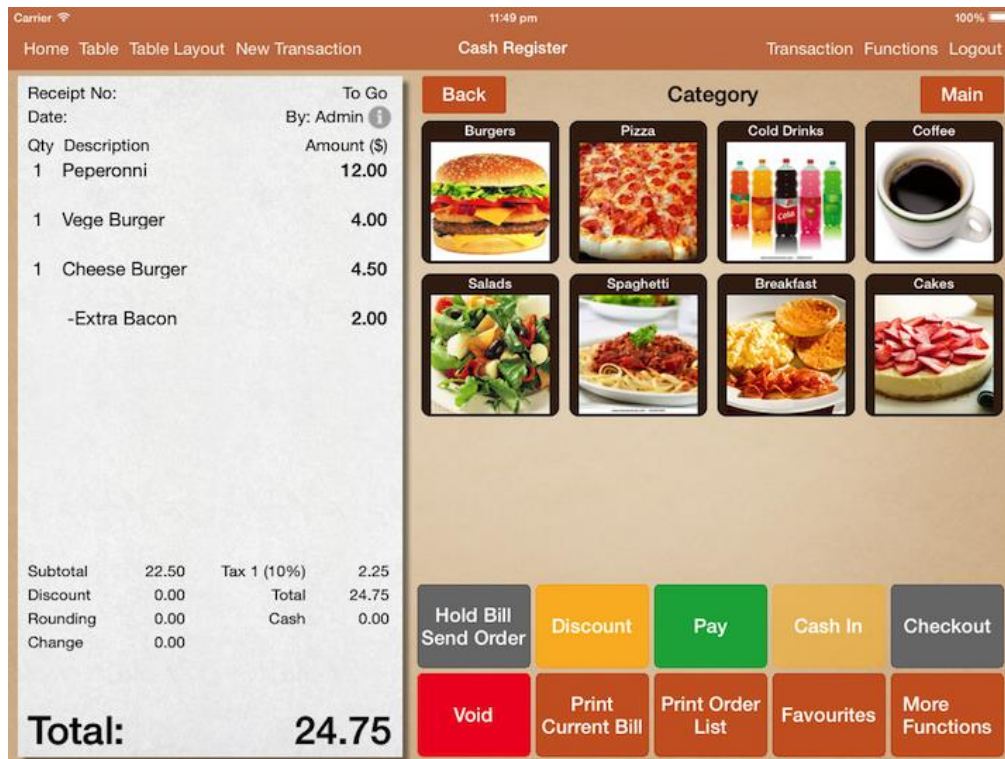 Carrier 11:49 pm 100%
Home Table Table Layout New Transaction Cash Register Transaction Functions Logout
Receipt No: To Go
Date: By: Admin i
Qty Description Amount ($)
1 Peperonni 12.00
1 Vege Burger 4.00
1 Cheese Burger 4.50
-Extra Bacon 2.00
Subtotal 22.50 Tax 1 (10%) 2.25
Discount 0.00 Total 24.75
Rounding 0.00 Cash 0.00
Change 0.00
Total: 24.75
Back Category Main
Burgers Pizza Cold Drinks Coffee
Cola
Salads Spaghetti Breakfast Cakes
Hold Bill
Send Order
Discount
Pay
Cash In
Checkout
Void
Print
Current Bill
Print Order
List
Favourites
More
Functions